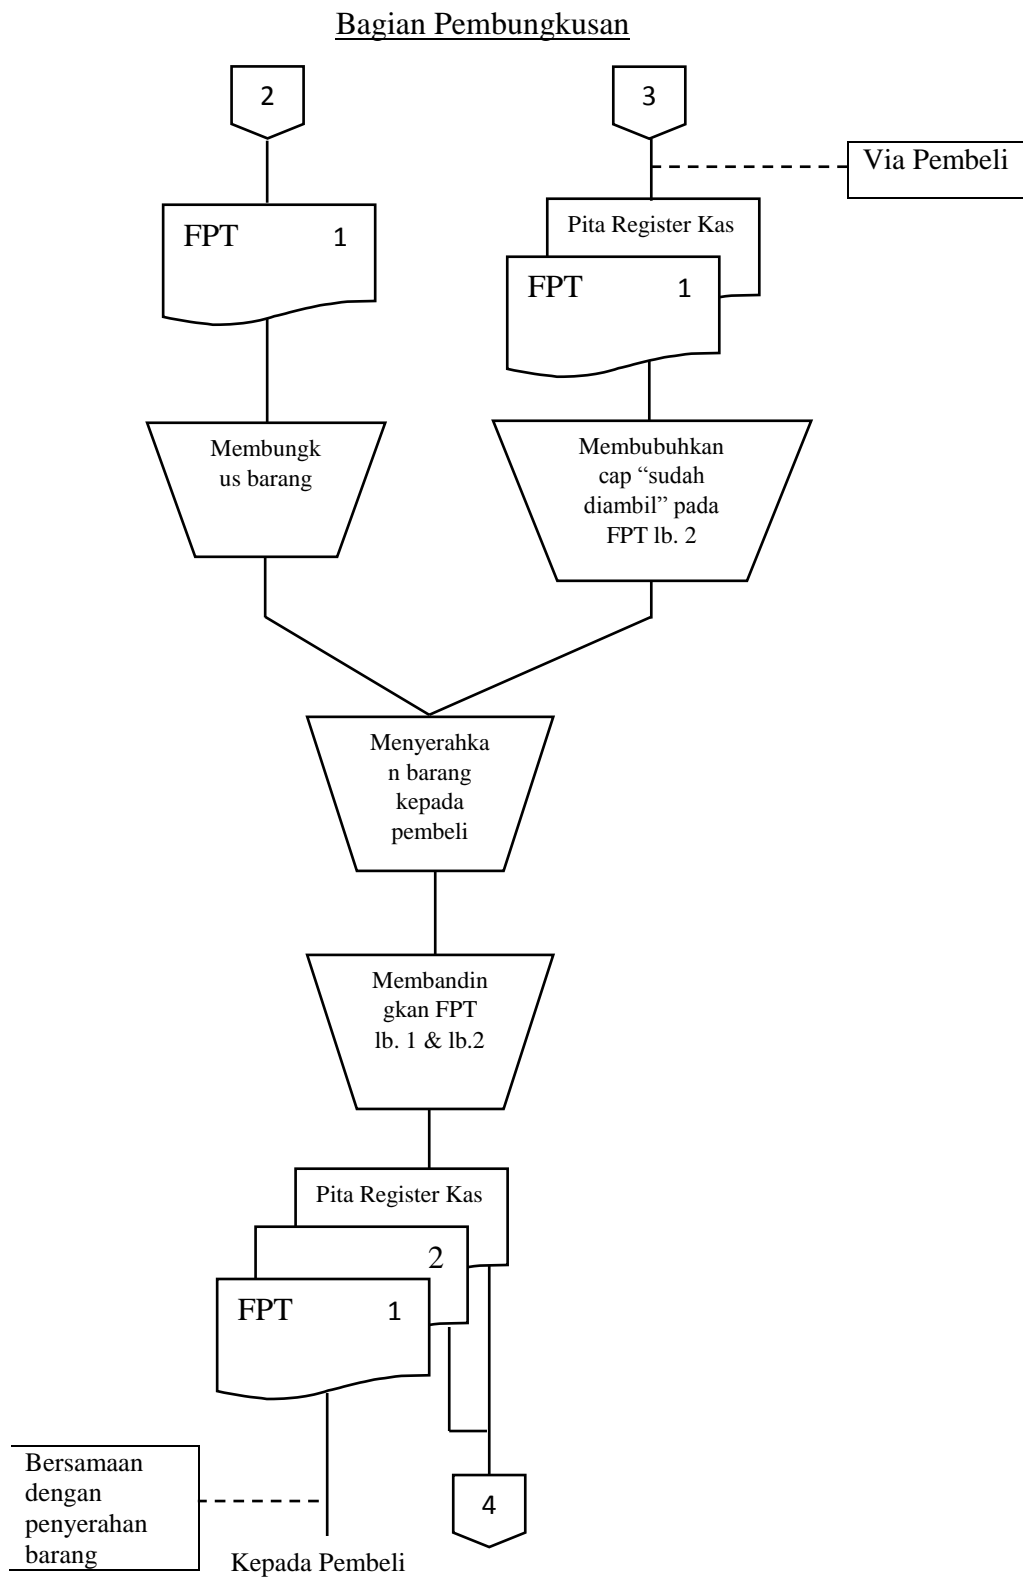 Bagian Pembungkusan
2
3
Via Pembeli
FPT 1
Pita Register Kas
FPT 1
Membungk
us barang
Membubuhkan
cap “sudah
diambil” pada
FPT lb. 2
Menyerahka
n barang
kepada
pembeli
Membandin
gkan FPT
lb. 1 & lb.2
Pita Register Kas
2
FPT 1
Bersamaan
dengan
penyerahan
barang
4
Kepada Pembeli